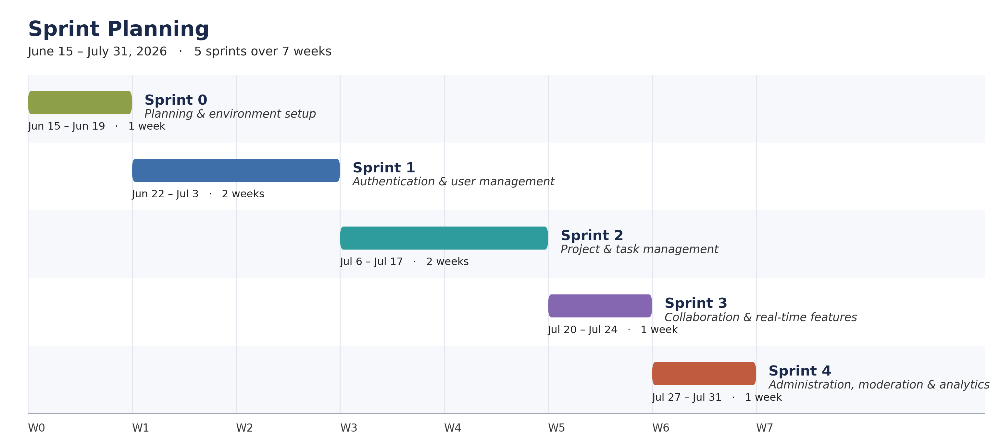 Sprint Planning
June 15 – July 31, 2026 · 5 sprints over 7 weeks
Sprint 0
Planning & environment setup
Jun 15 – Jun 19 · 1 week
Sprint 1
Authentication & user management
Jun 22 – Jul 3 · 2 weeks
Sprint 2
Project & task management
Jul 6 – Jul 17 · 2 weeks
Sprint 3
Collaboration & real-time features
Jul 20 – Jul 24 · 1 week
Sprint 4
Administration, moderation & analytics
Jul 27 – Jul 31 · 1 week
W0 W1 W2 W3 W4 W5 W6 W7